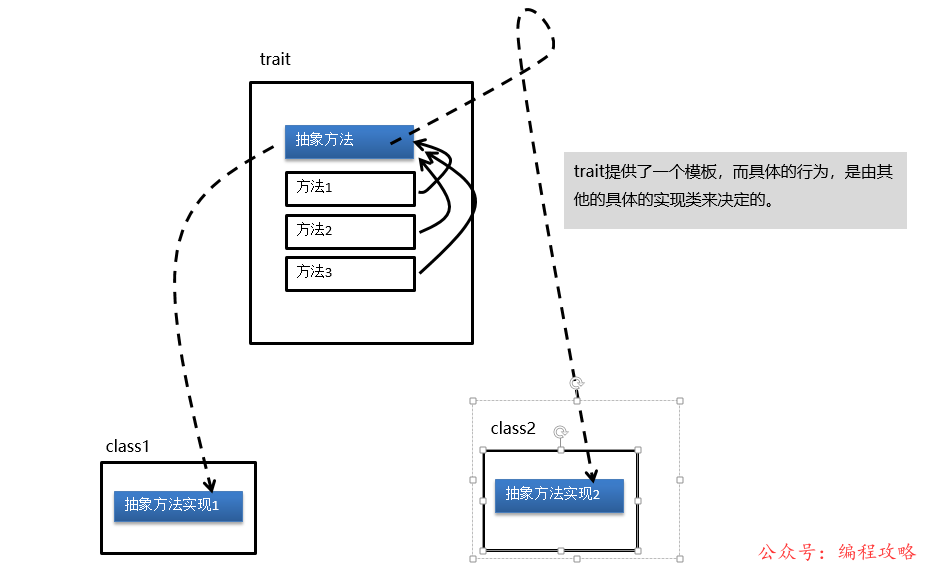 trait
抽象方法
方法1
方法2
方法3
trait提供了一个模板，而具体的行为，是由其
他的具体的实现类来决定的。
class1
抽象方法实现1
class2
抽象方法实现2
公众号：编程攻略